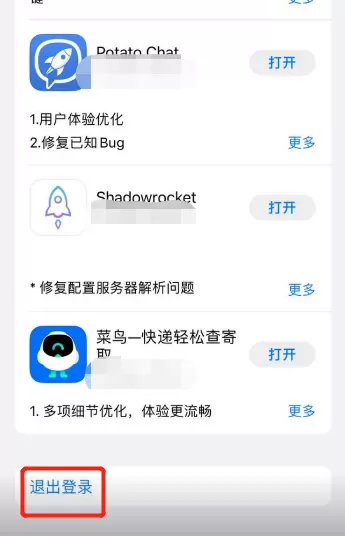 更多
Potato Chat
打开
1.用户体验优化
2.修复已知Bug
更多
Shadowrocket
打开
* 修复配置服务器解析问题
更多
菜鸟—快递轻松查寄
取
打开
1. 多项细节优化，体验更流畅
更多
退出登录